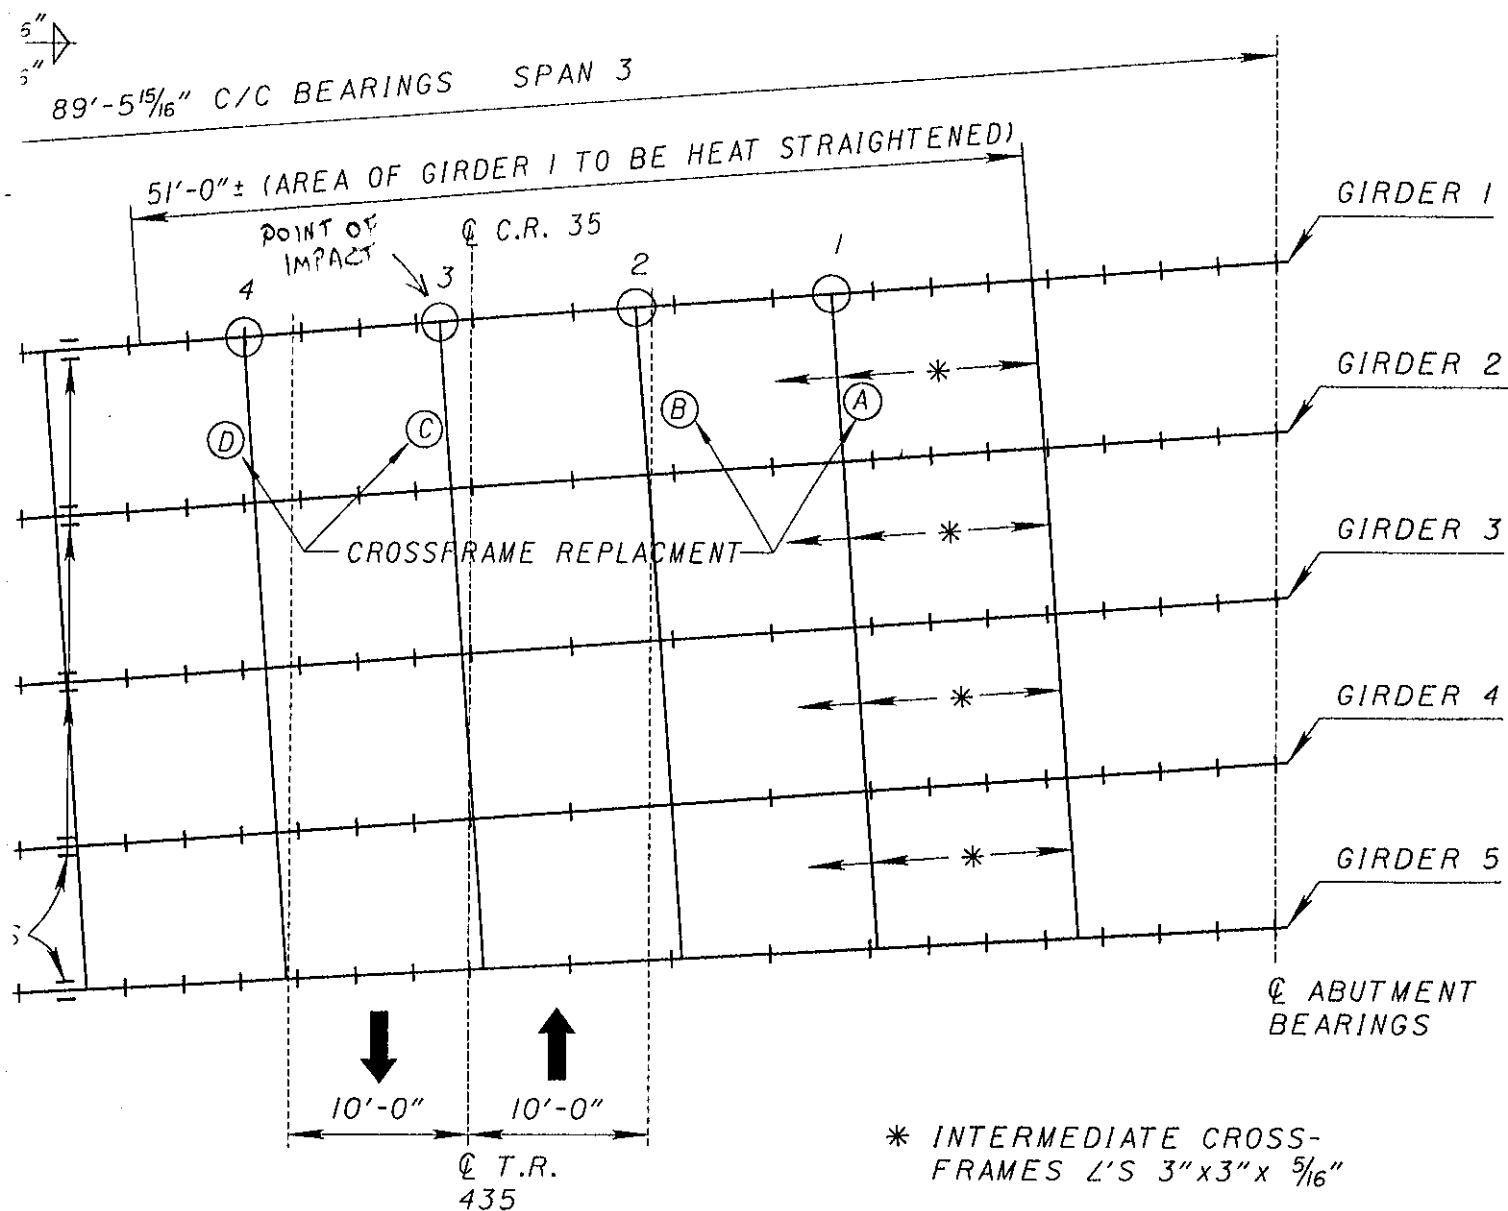 6"
6"
89'-5 15/16" C/C BEARINGS SPAN 3
51'-0"± (AREA OF GIRDER 1 TO BE HEAT STRAIGHTENED)
POINT OF
IMPACT
℄ C.R. 35
4
3
2
1
GIRDER 1
GIRDER 2
D
C
B
A
*
GIRDER 3
*
CROSSFRAME REPLACMENT
GIRDER 4
*
GIRDER 5
*
S
℄ ABUTMENT
BEARINGS
10'-0"
10'-0"
℄ T.R.
435
* INTERMEDIATE CROSS-
FRAMES ∠'S 3"x3"x 5/16"